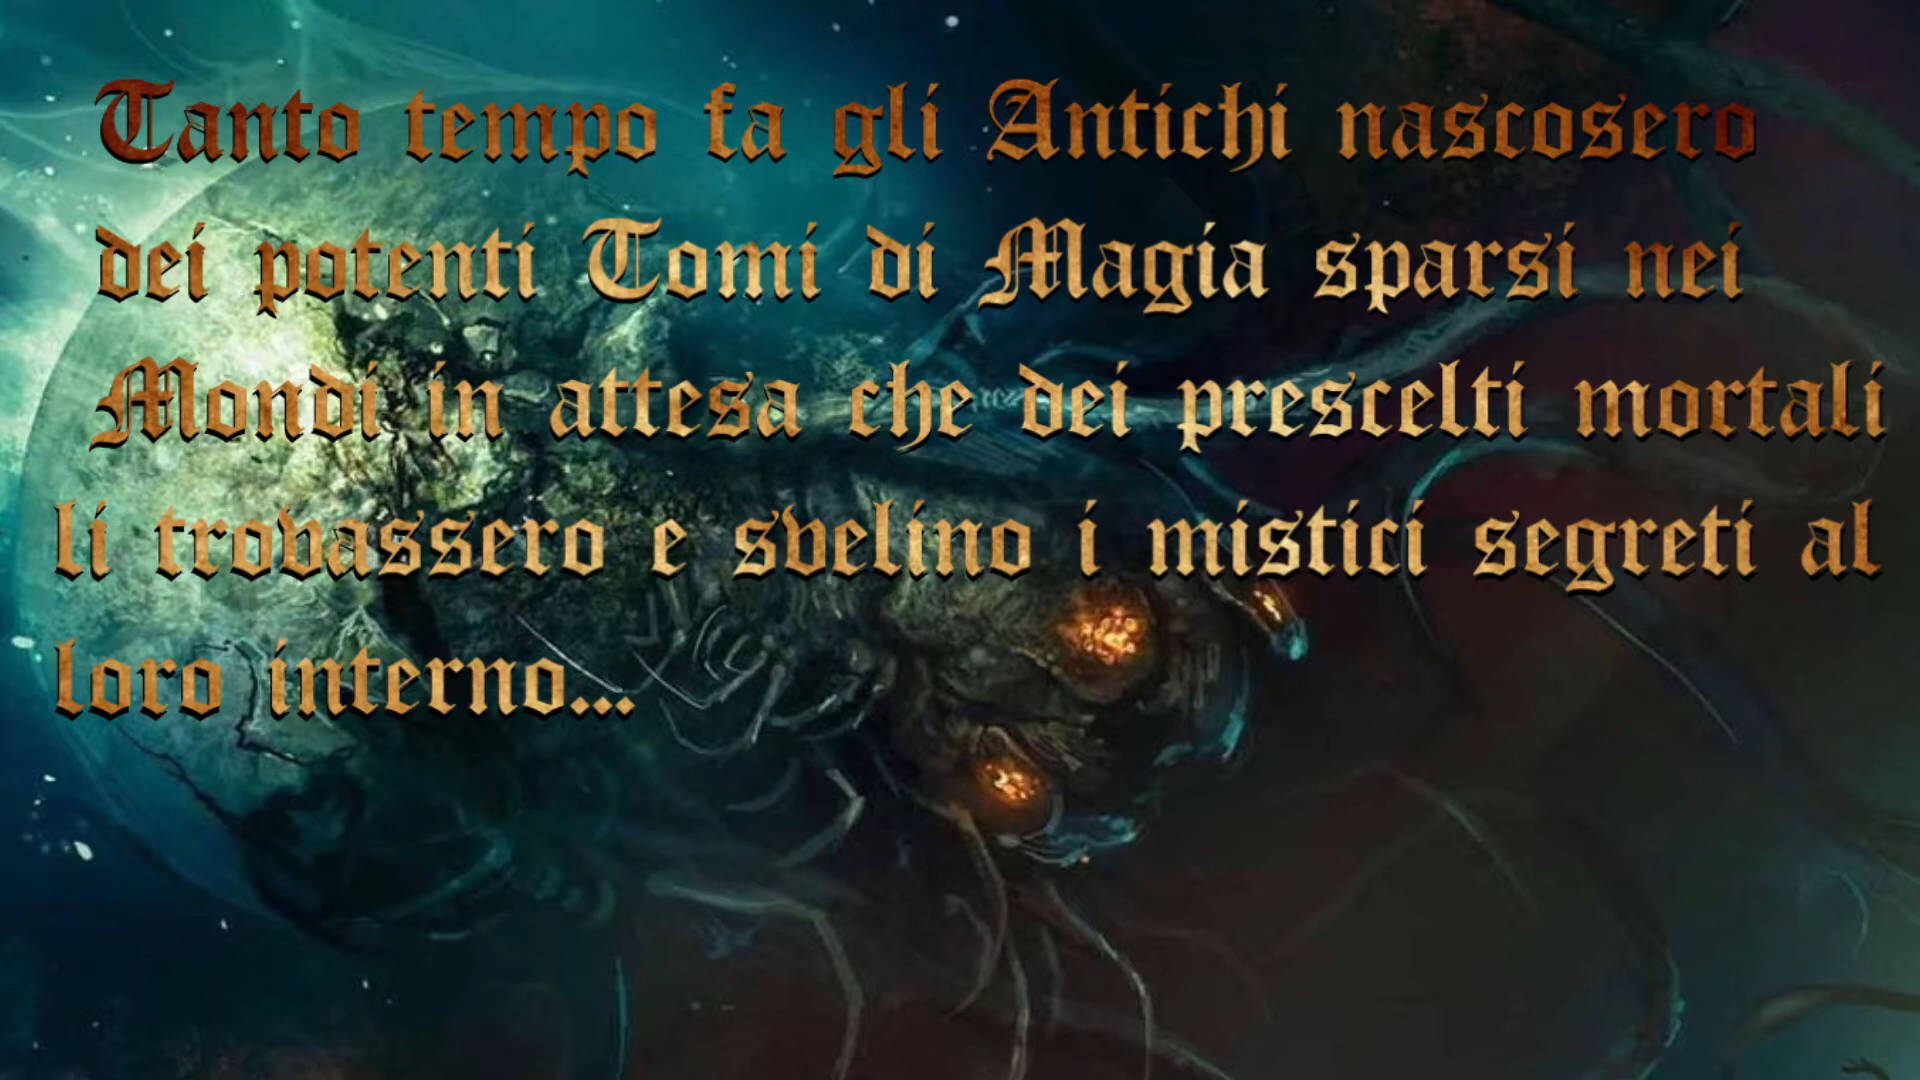 Tanto tempo fa gli Antichi nascosero
dei potenti Tomi di Magia sparsi nei
Mondi in attesa che dei prescelti mortali
li trovassero e svelino i mistici segreti al
loro interno...